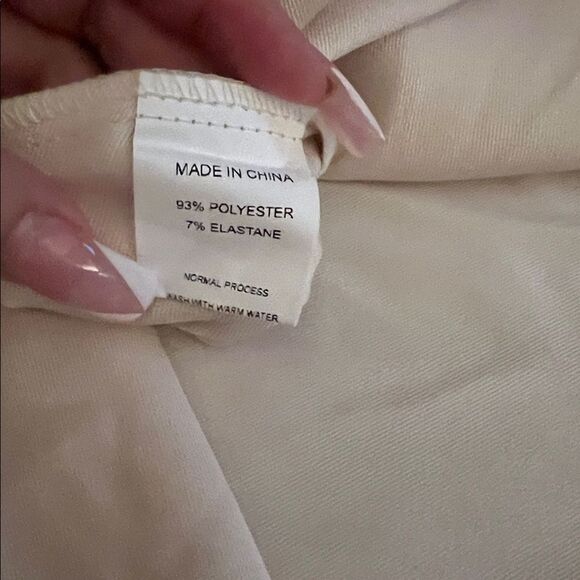 MADE IN CHINA
93% POLYESTER
7% ELASTANE
NORMAL PROCESS
WASH WITH WARM WATER